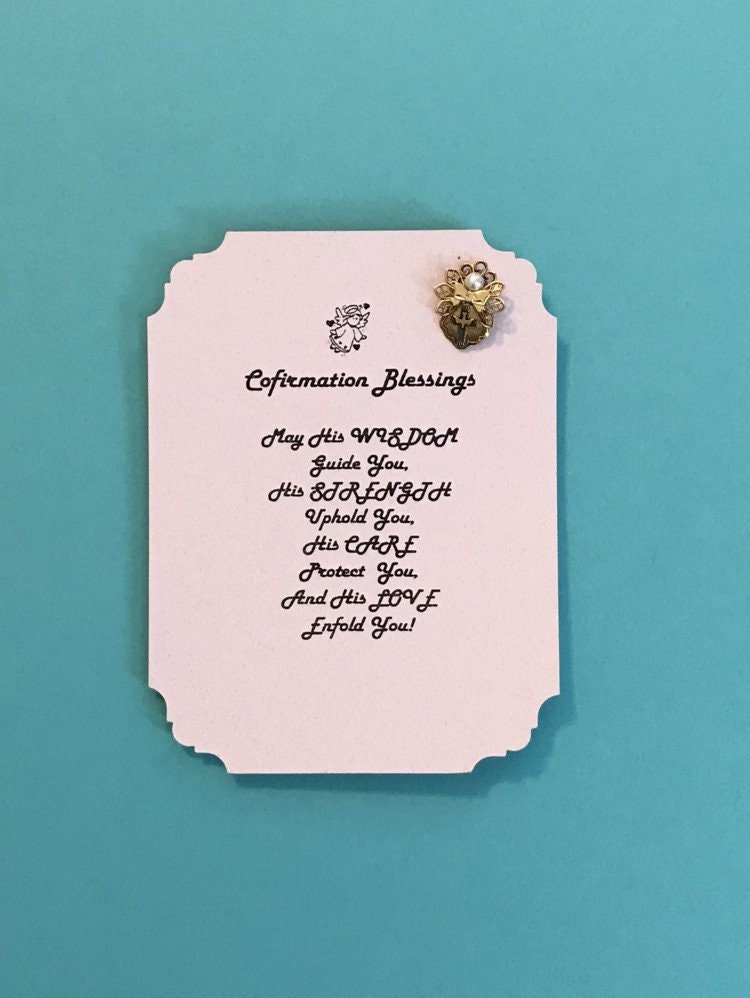 Cofirmation Blessings
May His WISDOM
Guide You,
His STRENGTH
Uphold You,
His CARE
Protect You,
And His LOVE
Enfold You!